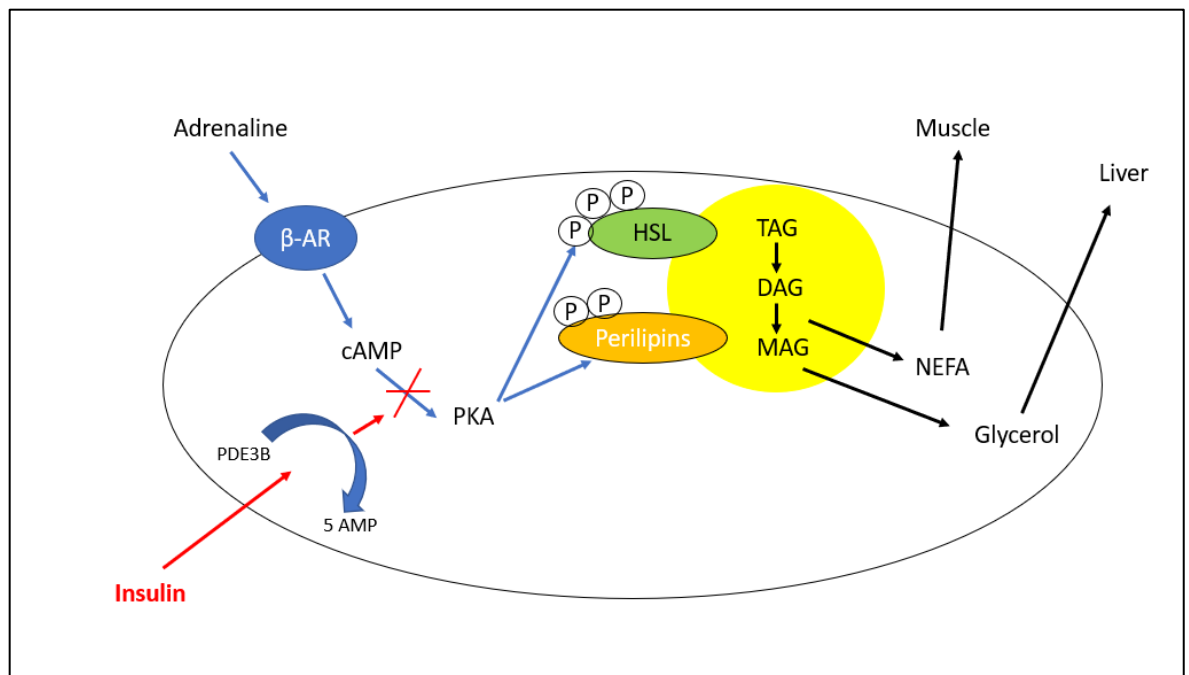 Adrenaline
Muscle
Liver
β-AR
P
P
P
HSL
TAG
DAG
MAG
P
P
Perilipins
cAMP
PKA
NEFA
Glycerol
PDE3B
5 AMP
Insulin